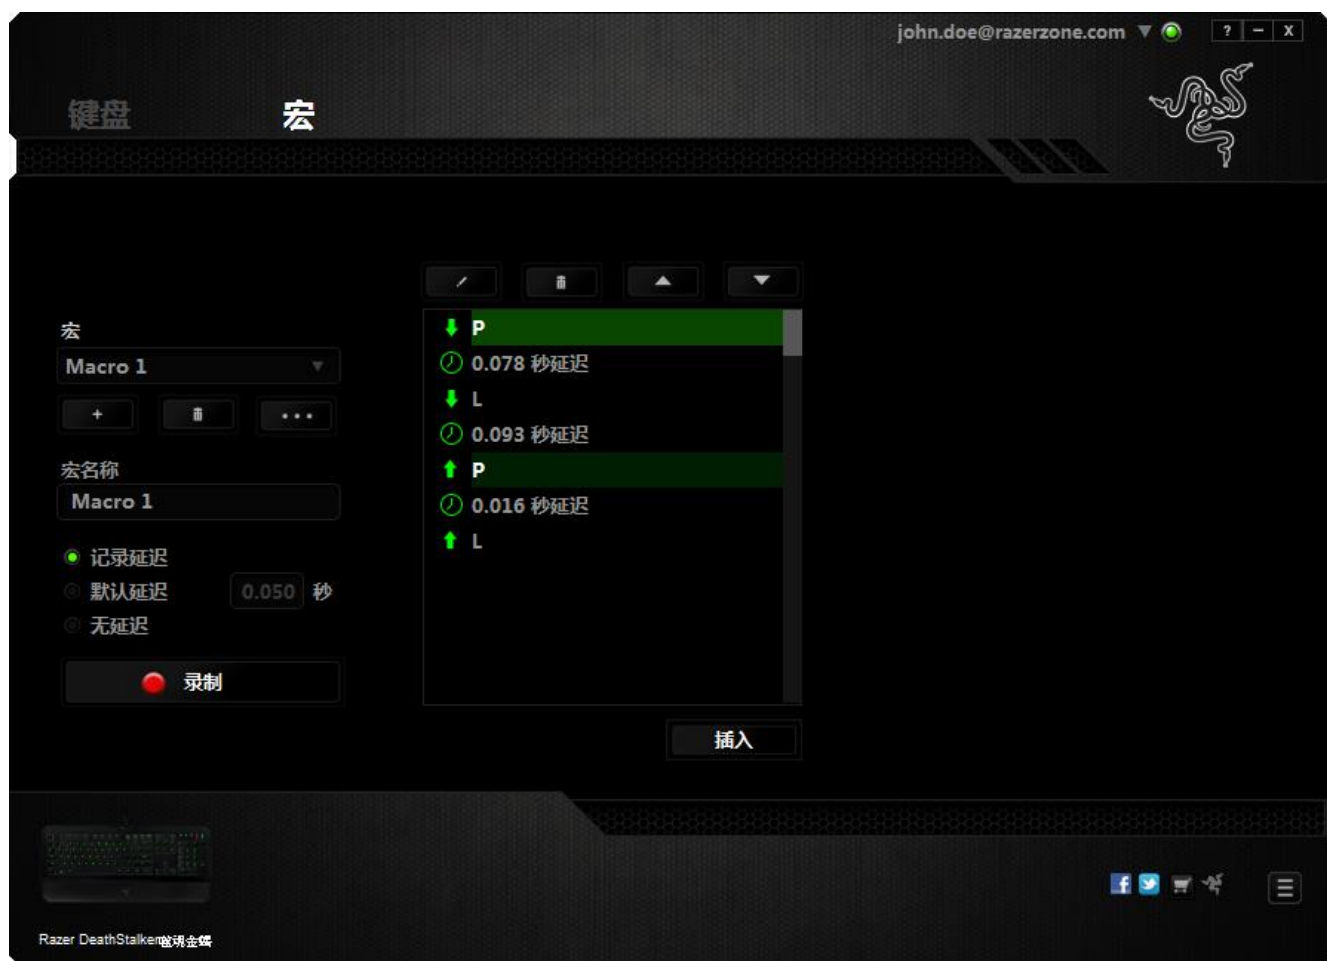 john.doe@razerzone.com
? – X
键盘 宏
宏
Macro 1
宏名称
Macro 1
记录延迟
默认延迟 0.050 秒
无延迟
录制
P
0.078 秒延迟
L
0.093 秒延迟
P
0.016 秒延迟
L
插入
Razer DeathStalker